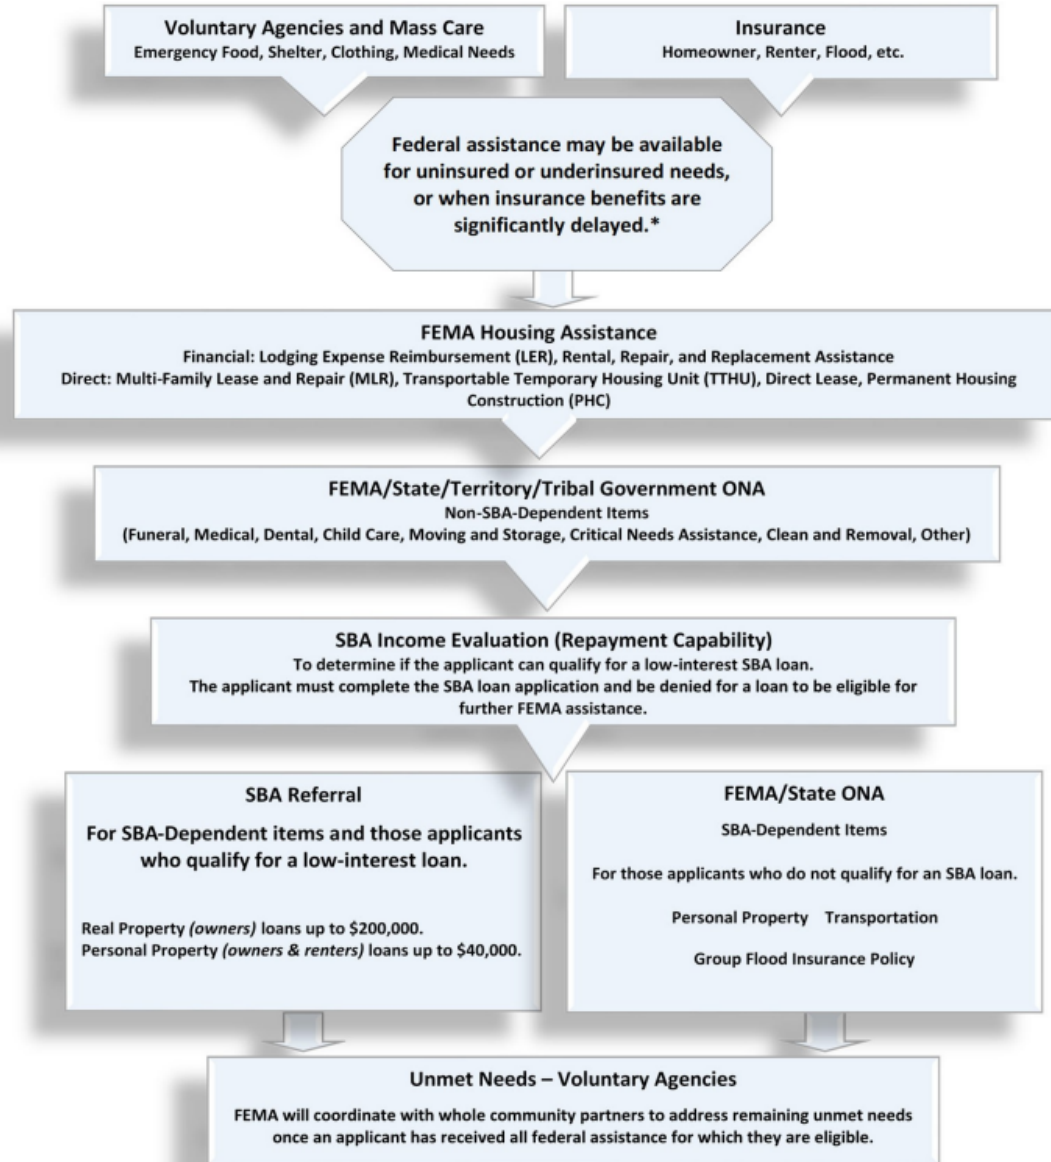 Voluntary Agencies and Mass Care
Emergency Food, Shelter, Clothing, Medical Needs
Insurance
Homeowner, Renter, Flood, etc.
Federal assistance may be available
for uninsured or underinsured needs,
or when insurance benefits are
significantly delayed.*
FEMA Housing Assistance
Financial: Lodging Expense Reimbursement (LER), Rental, Repair, and Replacement Assistance
Direct: Multi-Family Lease and Repair (MLR), Transportable Temporary Housing Unit (TTHU), Direct Lease, Permanent Housing
Construction (PHC)
FEMA/State/Territory/Tribal Government ONA
Non-SBA-Dependent Items
(Funeral, Medical, Dental, Child Care, Moving and Storage, Critical Needs Assistance, Clean and Removal, Other)
SBA Income Evaluation (Repayment Capability)
To determine if the applicant can qualify for a low-interest SBA loan.
The applicant must complete the SBA loan application and be denied for a loan to be eligible for
further FEMA assistance.
SBA Referral
For SBA-Dependent items and those applicants
who qualify for a low-interest loan.
Real Property (owners) loans up to $200,000.
Personal Property (owners & renters) loans up to $40,000.
FEMA/State ONA
SBA-Dependent Items
For those applicants who do not qualify for an SBA loan.
Personal Property Transportation
Group Flood Insurance Policy
Unmet Needs – Voluntary Agencies
FEMA will coordinate with whole community partners to address remaining unmet needs
once an applicant has received all federal assistance for which they are eligible.